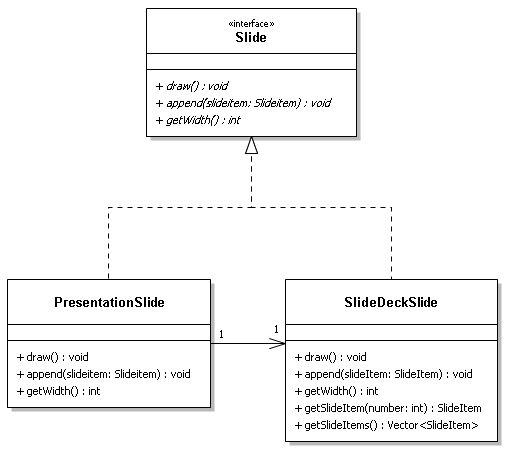 «interface»
Slide
+ draw() : void
+ append(slideitem: Slideitem) : void
+ getWidth() : int
PresentationSlide
+ draw() : void
+ append(slideitem: Slideitem) : void
+ getWidth() : int
1
1
SlideDeckSlide
+ draw() : void
+ append(slideItem: SlideItem) : void
+ getWidth() : int
+ getSlideItem(number: int) : SlideItem
+ getSlideItems() : Vector<SlideItem>